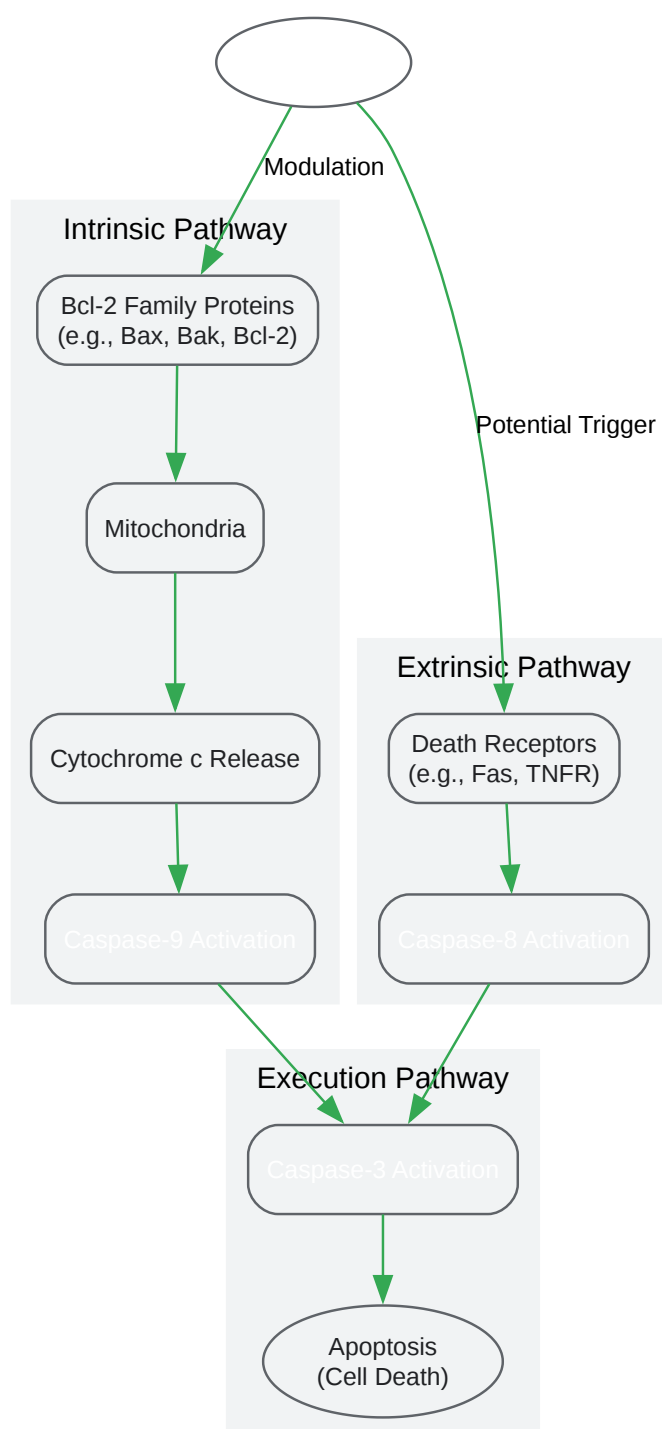 Modulation
Intrinsic Pathway
Bcl-2 Family Proteins
(e.g., Bax, Bak, Bcl-2)
Potential Trigger
Mitochondria
Extrinsic Pathway
Cytochrome c Release
Death Receptors
(e.g., Fas, TNFR)
Caspase-9 Activation
Caspase-8 Activation
Execution Pathway
Caspase-3 Activation
Apoptosis
(Cell Death)